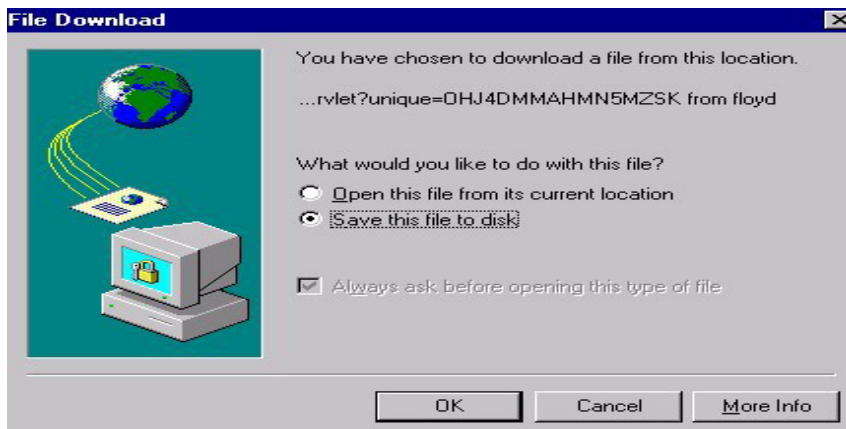 File Download
You have chosen to download a file from this location.
...rvlet?unique=OHJ4DMMAHMN5MZSK from floyd
What would you like to do with this file?
Open this file from its current location
Save this file to disk
Always ask before opening this type of file
OK
Cancel
More Info